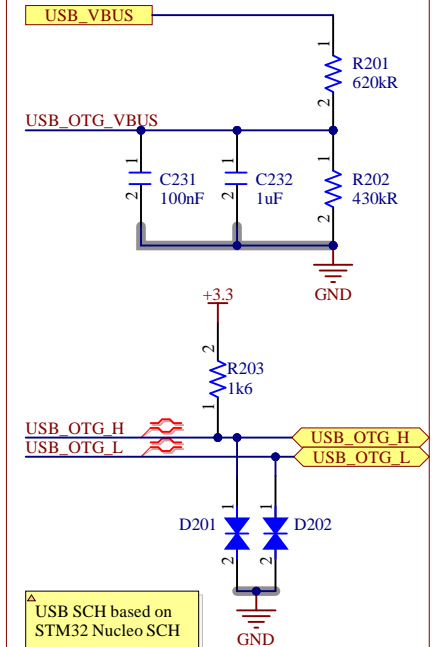 USB_VBUS
1
R201
620kR
2
USB_OTG_VBUS
1
C231
100nF
2
1
C232
1uF
2
1
R202
430kR
2
GND
+3.3
2
R203
1k6
1
USB_OTG_H
USB_OTG_L
USB_OTG_H
USB_OTG_L
1
D201
2
1
D202
2
USB SCH based on
STM32 Nucleo SCH
GND